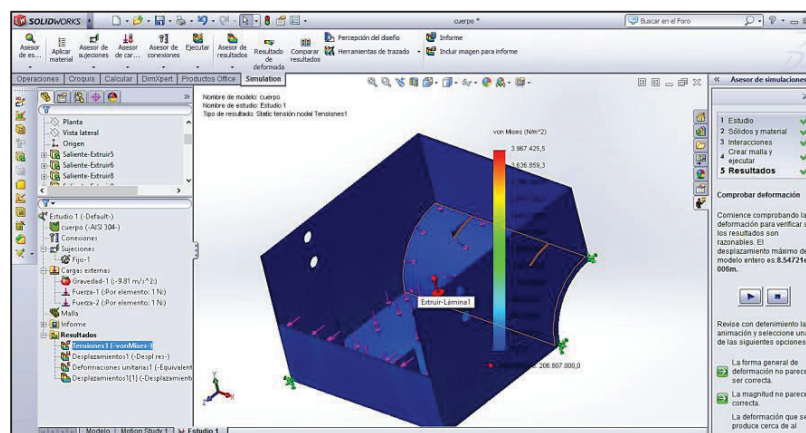 SOLIDWORKS
cuerpo *
Buscar en el Foro
Asesor de es...
Aplicar material
Asesor de sujeciones
Asesor de car...
Asesor de conexiones
Ejecutar
Asesor de resultados
Resultado de deformada
Comparar resultados
Percepción del diseño
Herramientas de trazado
Informe
Incluir imagen para informe
Operaciones
Croquis
Calcular
DimXpert
Productos Office
Simulation
Asesor de simulaciones
Planta
Vista lateral
Origen
Saliente-Extruir5
Saliente-Extruir6
Saliente-Extruir8
Estudio 1 (-Default-)
cuerpo (-AISI 304-)
Conexiones
Sujeciones
Fijo-1
Cargas externas
Gravedad-1 (:-9.81 m/s^2:)
Fuerza-1 (:Por elemento: 1 N:)
Fuerza-2 (:Por elemento: 1 N:)
Malla
Informe
Resultados
Tensiones1 (-vonMises-)
Desplazamientos1 (-Despl res-)
Deformaciones unitarias1 (-Equivalent
Desplazamientos1{1} (-Desplazamient
Nombre de modelo: cuerpo
Nombre de estudio: Estudio 1
Tipo de resultado: Static tensión nodal Tensiones1
von Mises (N/m^2)
3.967.425,5
3.636.859,3
Extruir-Lámina1
206.807.000,0
1 Estudio
2 Sólidos y material
3 Interacciones
4 Crear malla y ejecutar
5 Resultados
Comprobar deformación
Comience comprobando la
deformación para verificar s
los resultados son
razonables. El
desplazamiento máximo de
modelo entero es:8.54721e
006m.
Revise con detenimiento la
animación y seleccione una
de las siguientes opciones
La forma general de
deformación no parece
ser correcta.
La magnitud no parece
correcta.
La deformación que se
produce cerca de al
Modelo
Motion Study 1
Estudio 1